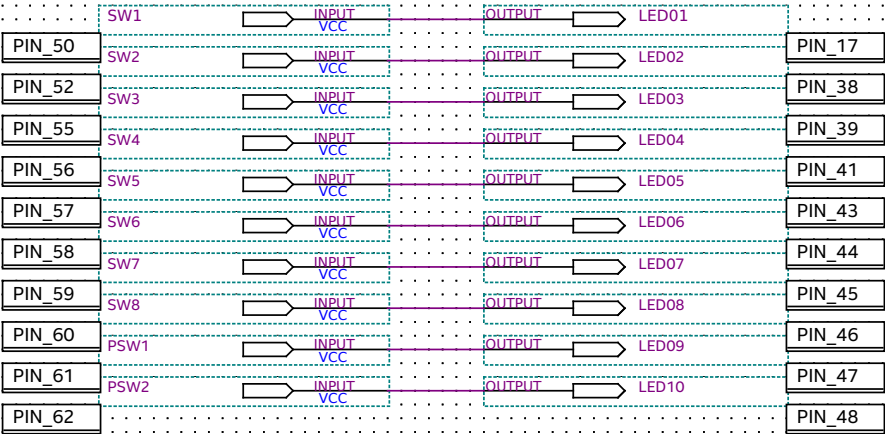 SW1 INPUT VCC OUTPUT LED01
PIN_50 PIN_17
SW2 INPUT VCC OUTPUT LED02
PIN_52 PIN_38
SW3 INPUT VCC OUTPUT LED03
PIN_55 PIN_39
SW4 INPUT VCC OUTPUT LED04
PIN_56 PIN_41
SW5 INPUT VCC OUTPUT LED05
PIN_57 PIN_43
SW6 INPUT VCC OUTPUT LED06
PIN_58 PIN_44
SW7 INPUT VCC OUTPUT LED07
PIN_59 PIN_45
SW8 INPUT VCC OUTPUT LED08
PIN_60 PIN_46
PSW1 INPUT VCC OUTPUT LED09
PIN_61 PIN_47
PSW2 INPUT VCC OUTPUT LED10
PIN_62 PIN_48